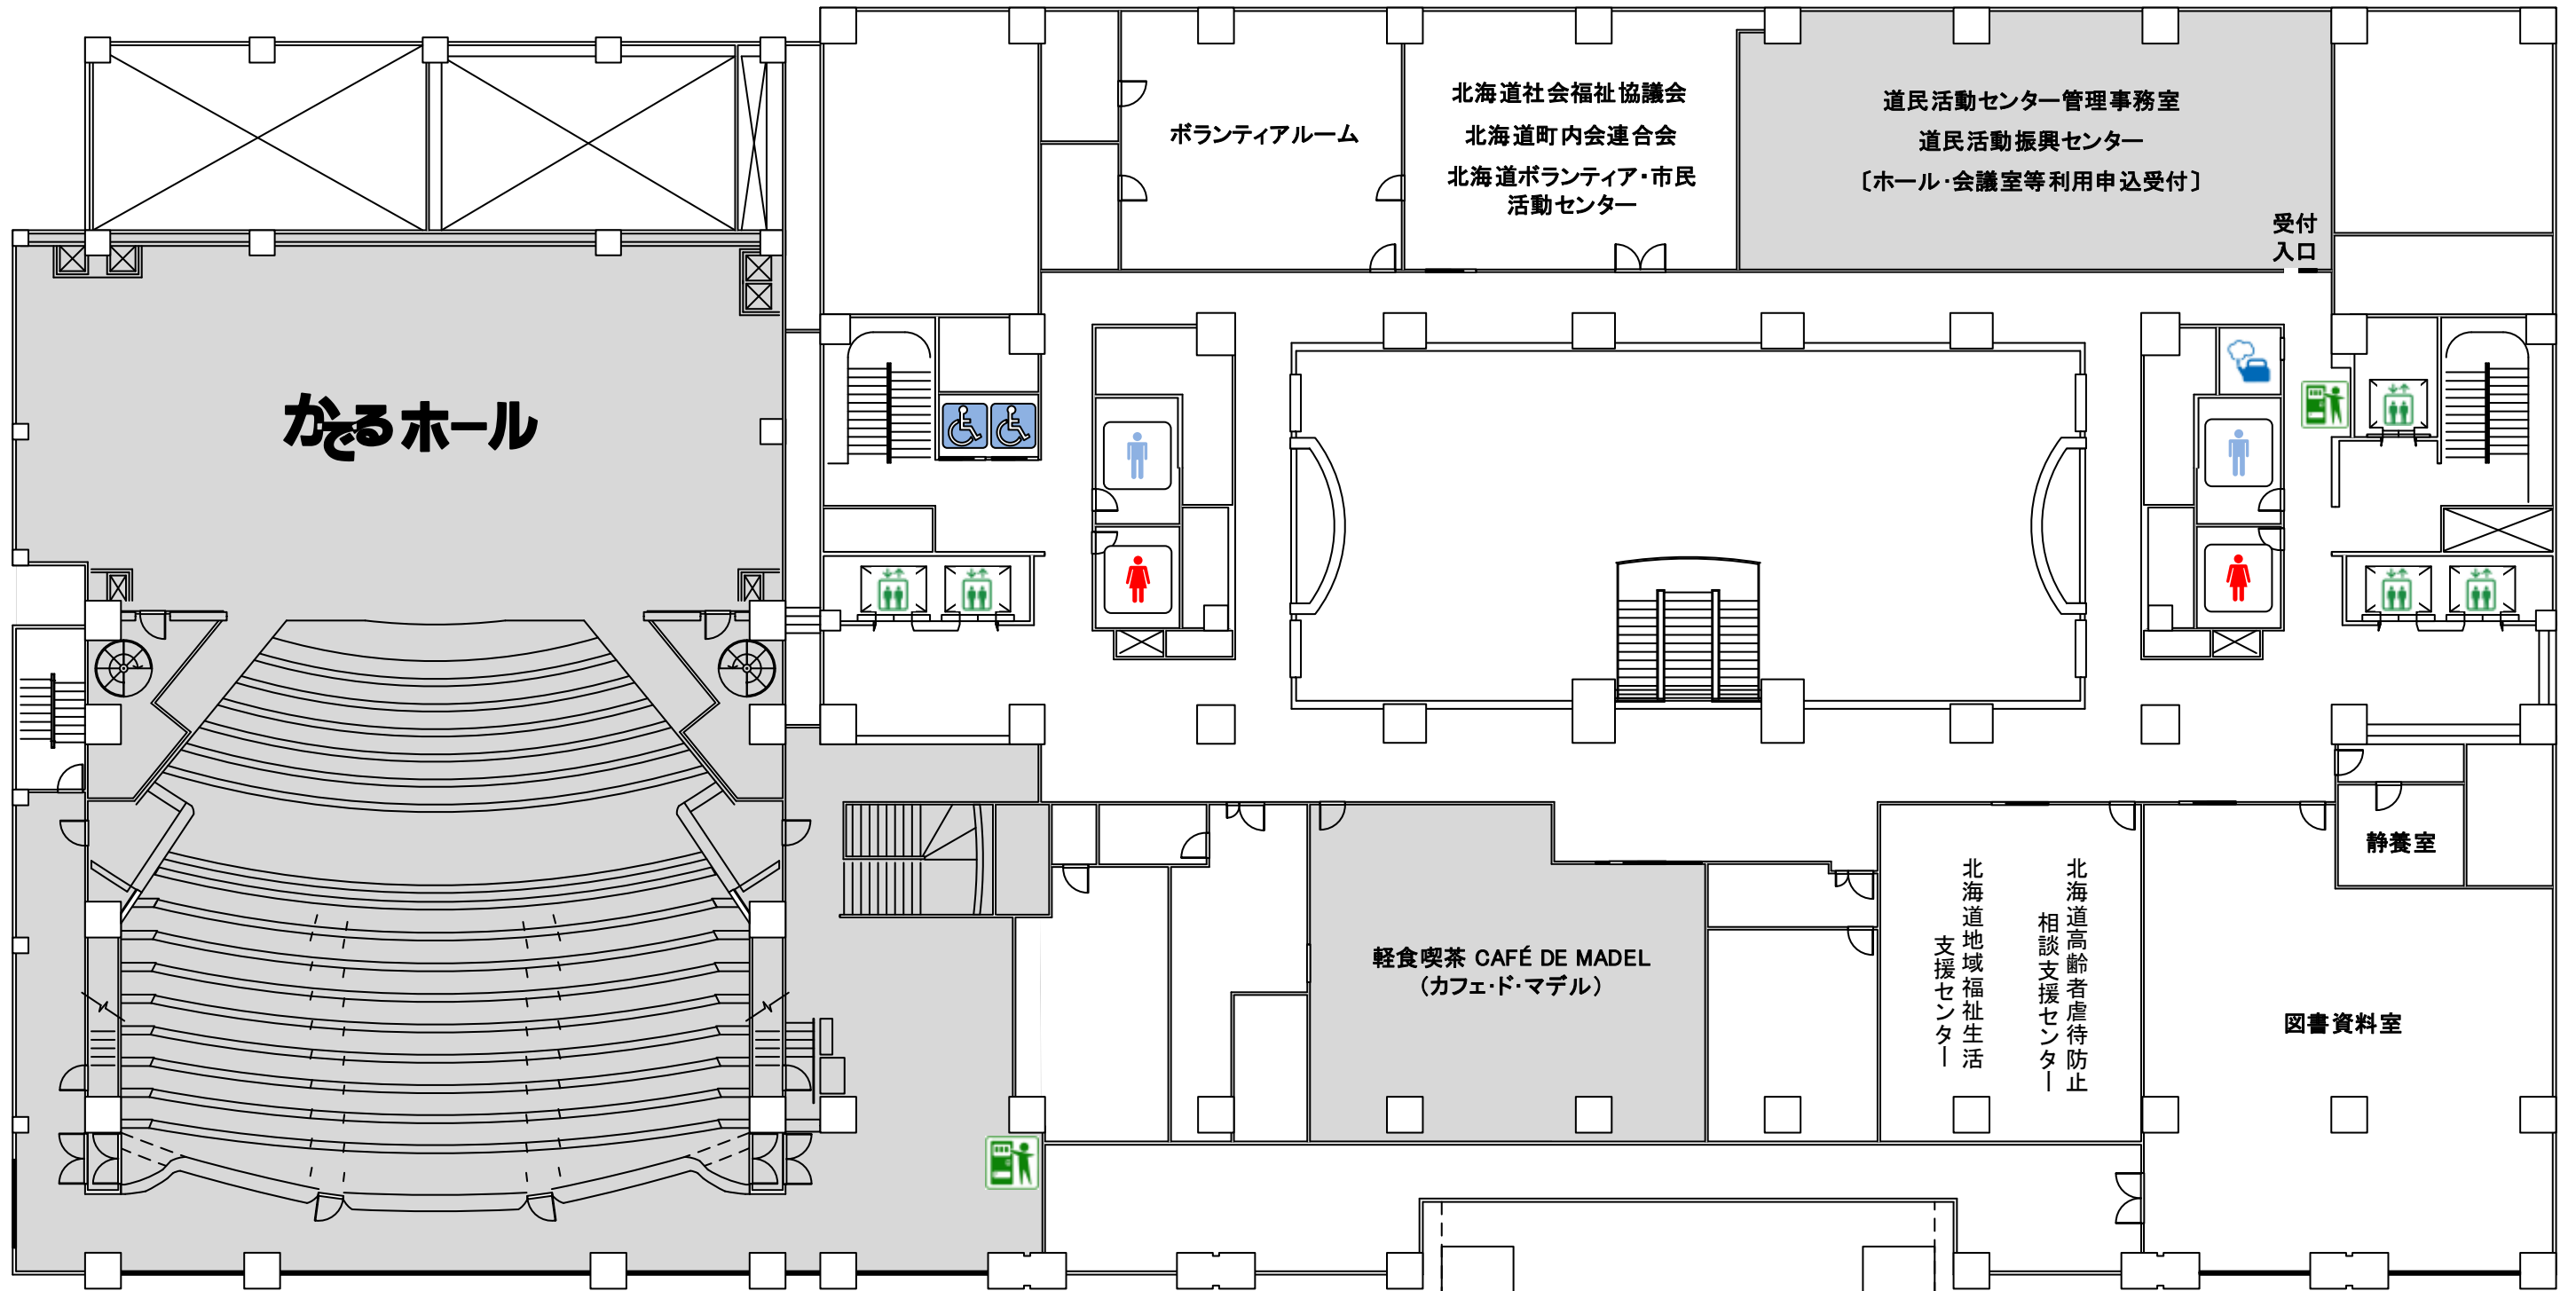 ボランティアルーム
北海道社会福祉協議会
北海道町内会連合会
北海道ボランティア・市民
活動センター
道民活動センター管理事務室
道民活動振興センター
〔ホール・会議室等利用申込受付〕
受付
入口
かでるホール
軽食喫茶 CAFÉ DE MADEL
（カフェ・ド・マデル）
北海道高齢者虐待防止
相談支援センター
北海道地域福祉生活
支援センター
静養室
図書資料室